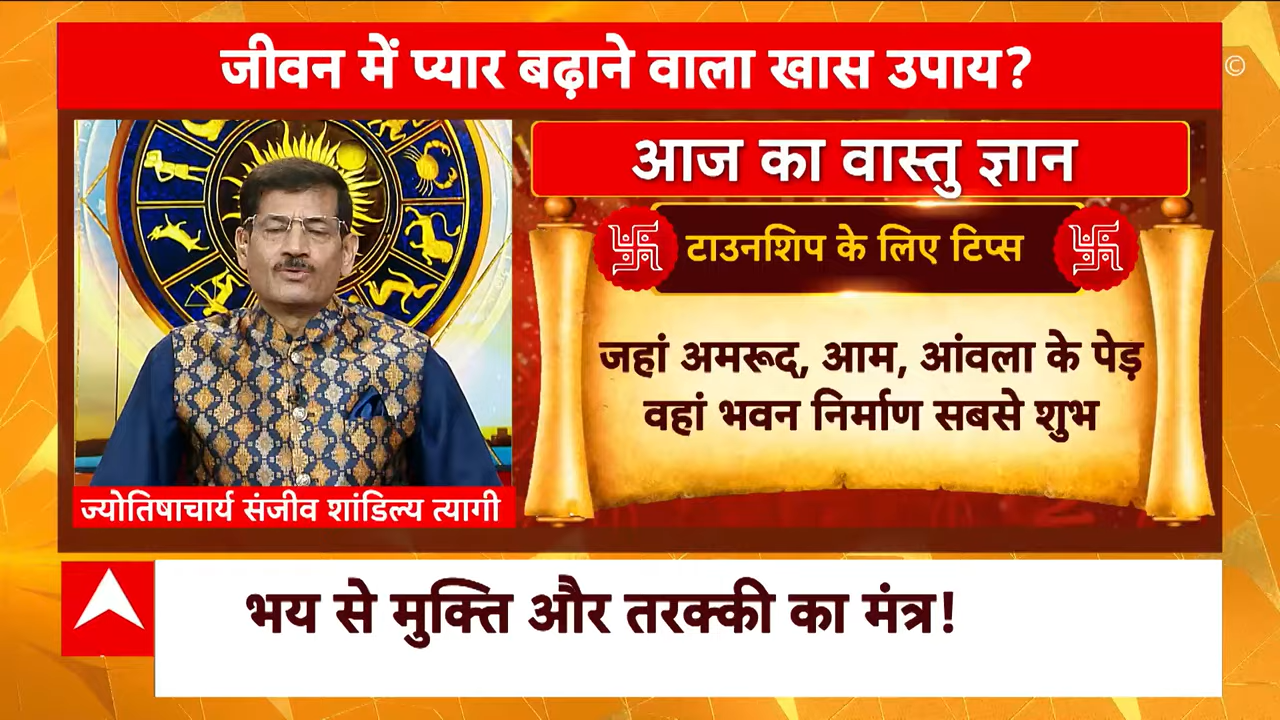 जीवन में प्यार बढ़ाने वाला खास उपाय?
©
आज का वास्तु ज्ञान
टाउनशिप के लिए टिप्स
जहां अमरूद, आम, आंवला के पेड़
वहां भवन निर्माण सबसे शुभ
ज्योतिषाचार्य संजीव शांडिल्य त्यागी
भय से मुक्ति और तरक्की का मंत्र!